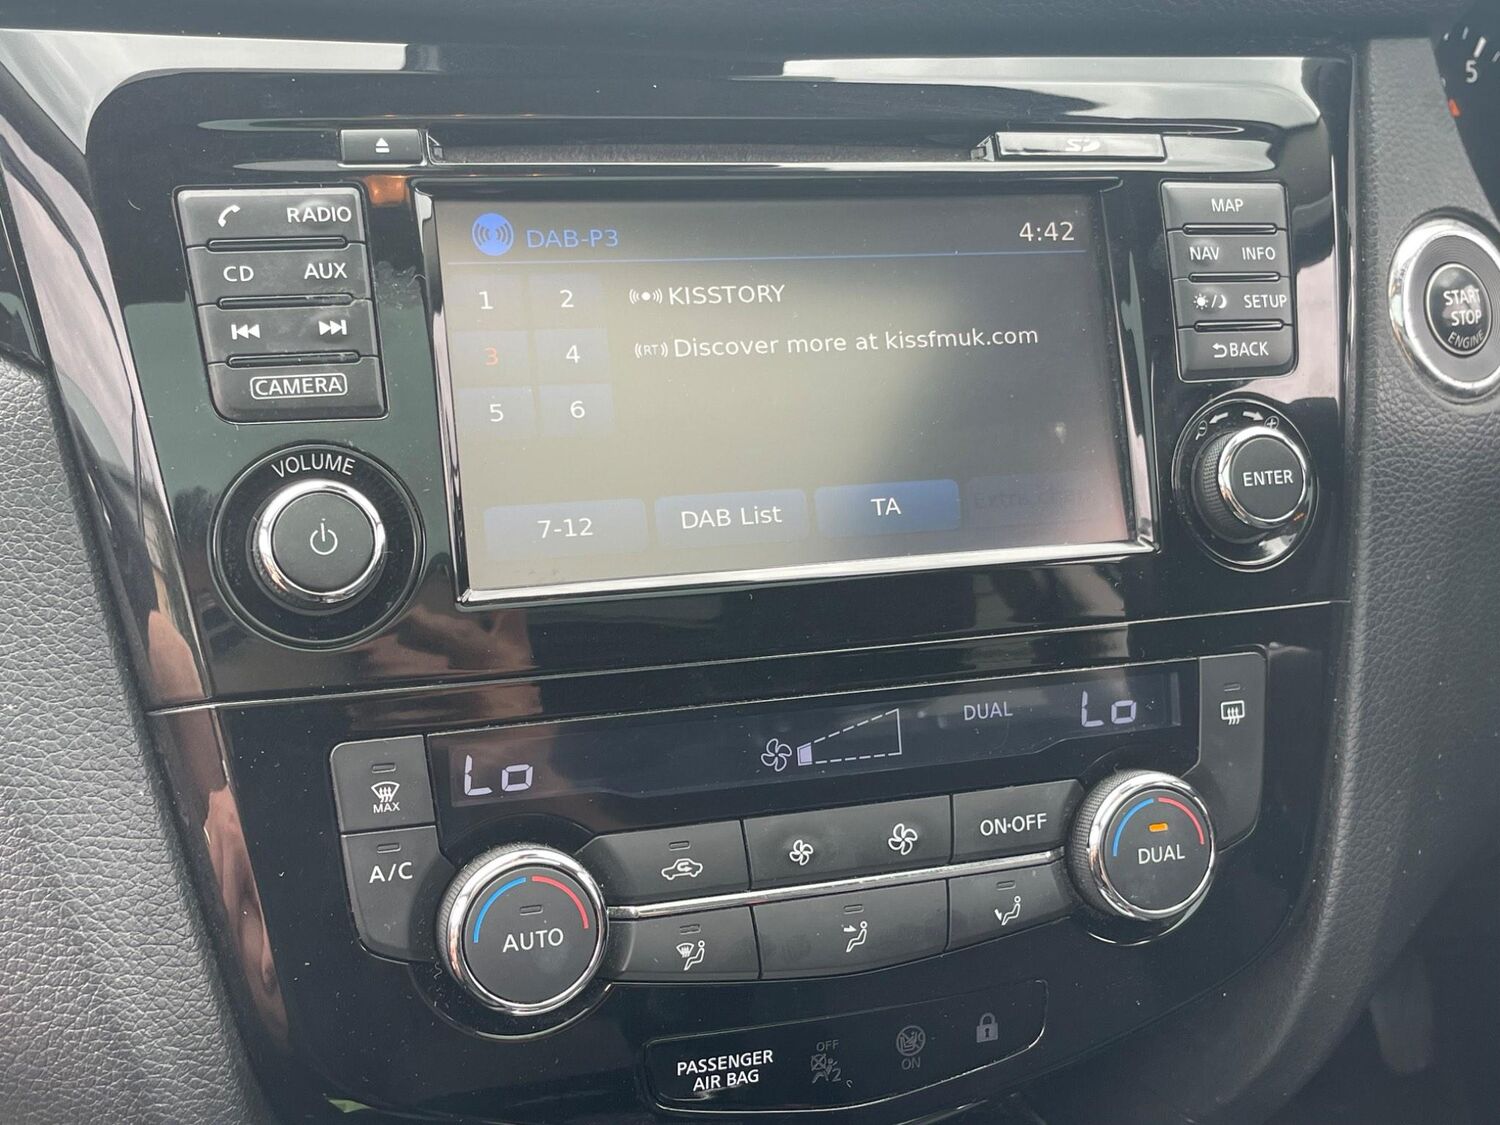 5
SD
RADIO
CD AUX
CAMERA
VOLUME
DAB-P3 4:42
1 2
3 4
5 6
KISSTORY
(RT) Discover more at kissfmuk.com
7-12 DAB List TA
MAP
NAV INFO
SETUP
BACK
ENTER
START
STOP
ENGINE
Lo DUAL Lo
MAX
A/C
AUTO
ON·OFF
DUAL
PASSENGER
AIR BAG
OFF
ON